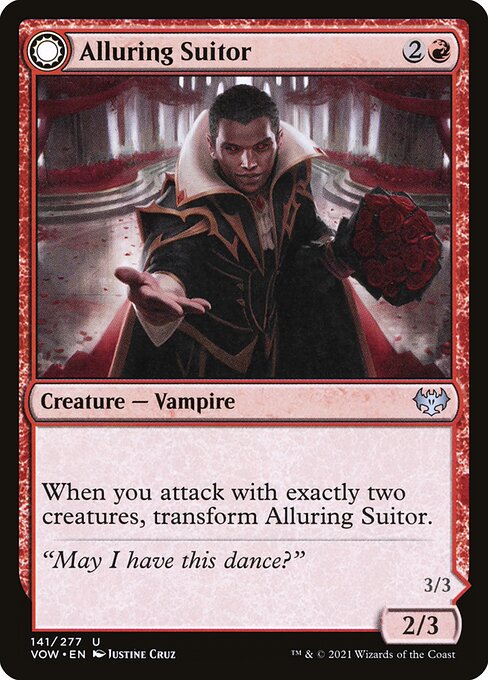 Alluring Suitor 2
Creature — Vampire
When you attack with exactly two
creatures, transform Alluring Suitor.
“May I have this dance?”
3/3
2/3
141/277 U
VOW • EN Justine Cruz
™ & © 2021 Wizards of the Coast